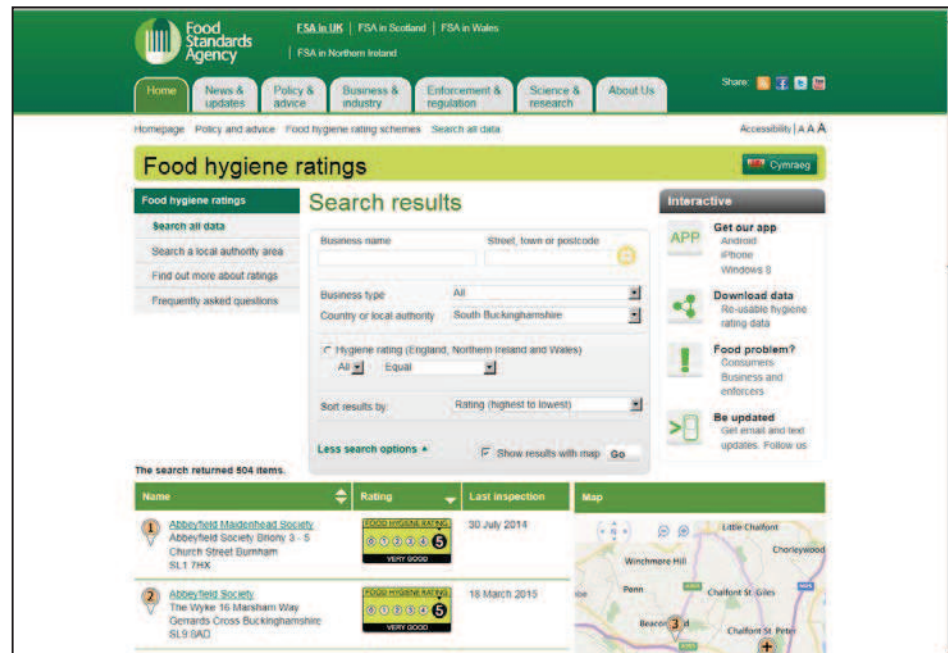 Food
Standards
Agency
FSA in UK | FSA in Scotland | FSA in Wales
| FSA in Northern Ireland
Home
News &
updates
Policy &
advice
Business &
industry
Enforcement &
regulation
Science &
research
About Us
Share:
Homepage Policy and advice Food hygiene rating schemes Search all data
Accessibility | A A A
Food hygiene ratings
Cymraeg
Food hygiene ratings
Search all data
Search a local authority area
Find out more about ratings
Frequently asked questions
Search results
Business name
Street, town or postcode
Business type All
Country or local authority South Buckinghamshire
Hygiene rating (England, Northern Ireland and Wales)
All Equal
Sort results by: Rating (highest to lowest)
Less search options
Show results with map Go
Interactive
APP
Get our app
Android
iPhone
Windows 8
Download data
Re-usable hygiene
rating data
Food problem?
Consumers
Business and
enforcers
Be updated
Get email and text
updates. Follow us
The search returned 504 items.
Name Rating Last inspection Map
1
Abbeyfield Maidenhead Society
Abbeyfield Society Briony 3 - 5
Church Street Burnham
SL1 7HX
FOOD HYGIENE RATING
0 1 2 3 4 5
VERY GOOD
30 July 2014
2
Abbeyfield Society
The Wyke 16 Marsham Way
Gerrards Cross Buckinghamshire
SL9 8AD
FOOD HYGIENE RATING
0 1 2 3 4 5
VERY GOOD
18 March 2015
Little Chalfont
Chorleywood
Winchmore Hill
Penn
Chalfont St Giles
3
Chalfont St Peter